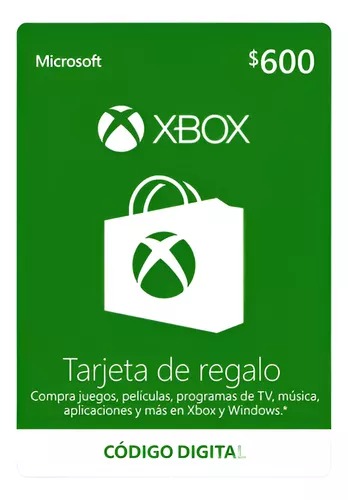 Microsoft $600
XBOX
Tarjeta de regalo
Compra juegos, películas, programas de TV, música,
aplicaciones y más en Xbox y Windows.*
CÓDIGO DIGITAL